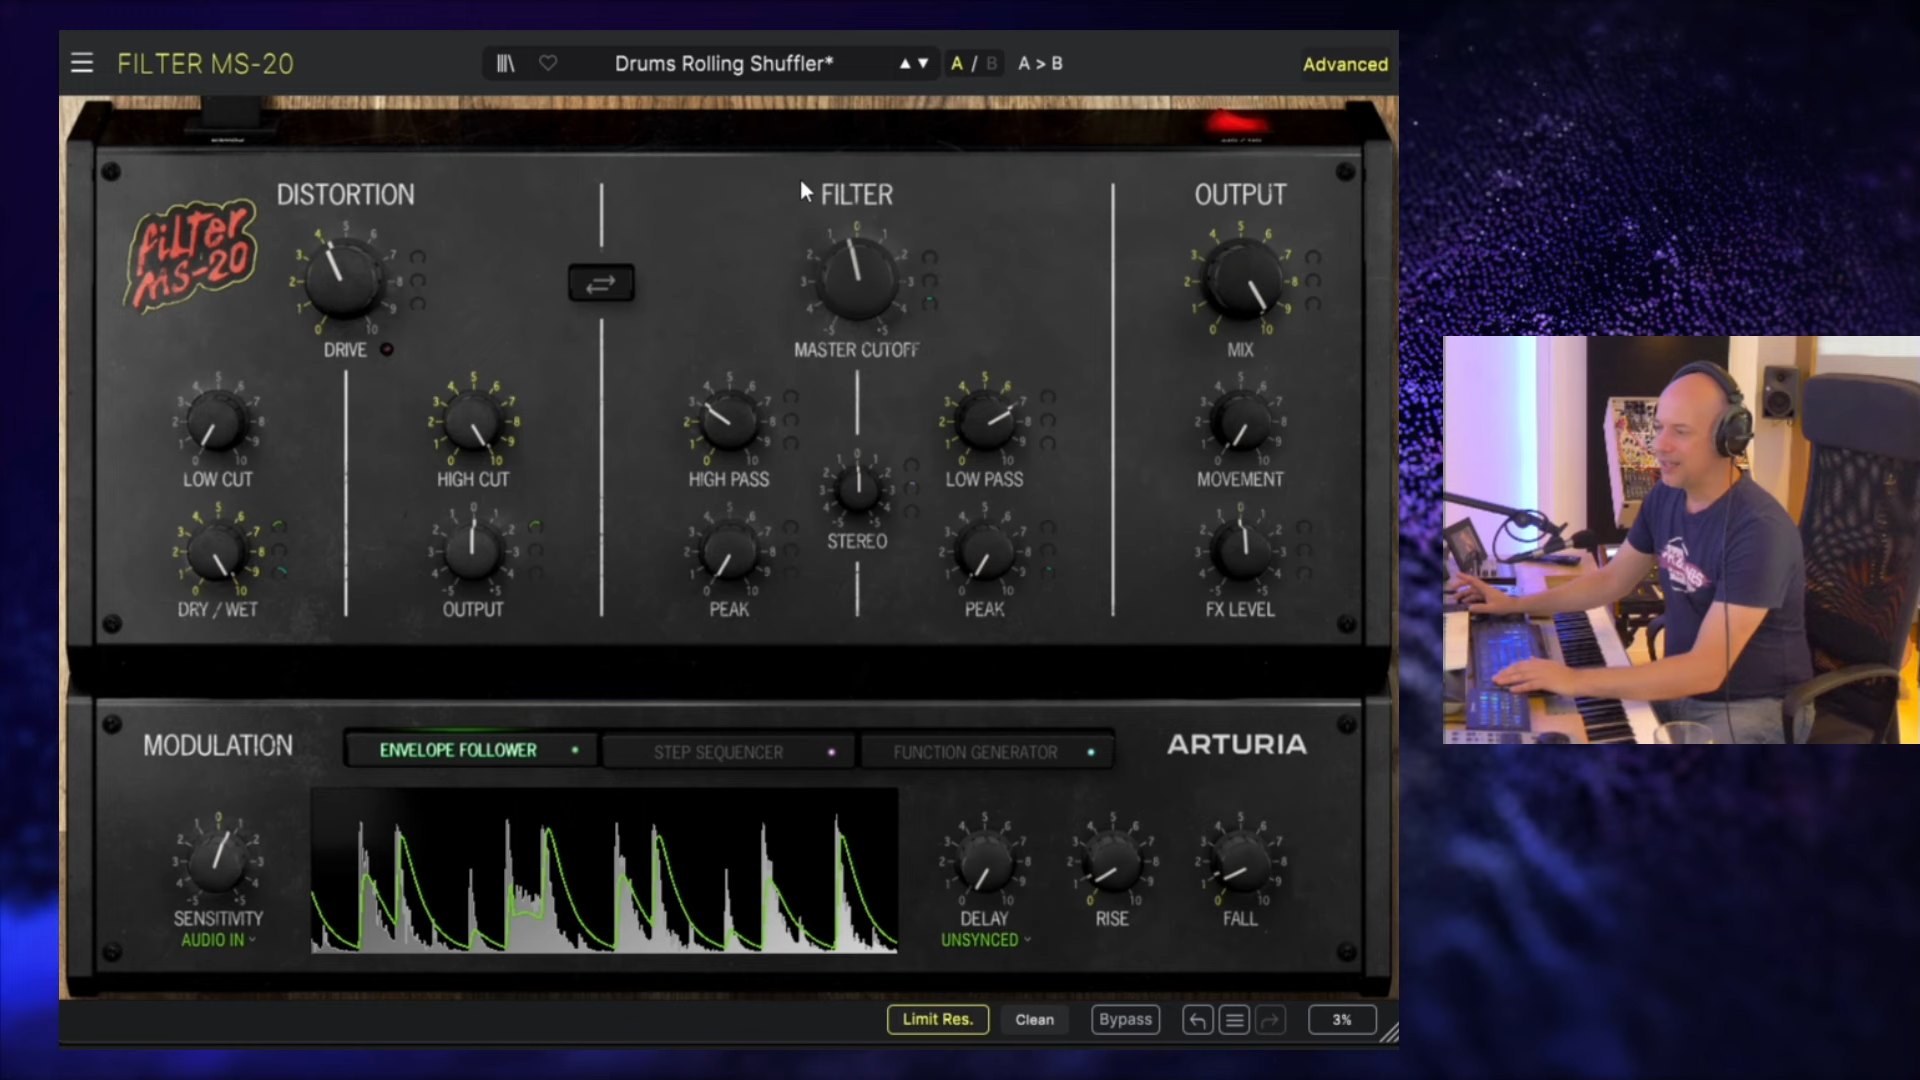 FILTER MS-20
Drums Rolling Shuffler*
A / B
A > B
Advanced
DISTORTION
FILTER
OUTPUT
FiLTER
MS-20
DRIVE
MASTER CUTOFF
MIX
LOW CUT
HIGH CUT
HIGH PASS
LOW PASS
MOVEMENT
STEREO
DRY / WET
OUTPUT
PEAK
PEAK
FX LEVEL
MODULATION
ENVELOPE FOLLOWER
STEP SEQUENCER
FUNCTION GENERATOR
ARTURIA
SENSITIVITY
AUDIO IN
DELAY
UNSYNCED
RISE
FALL
Limit Res.
Clean
Bypass
3%